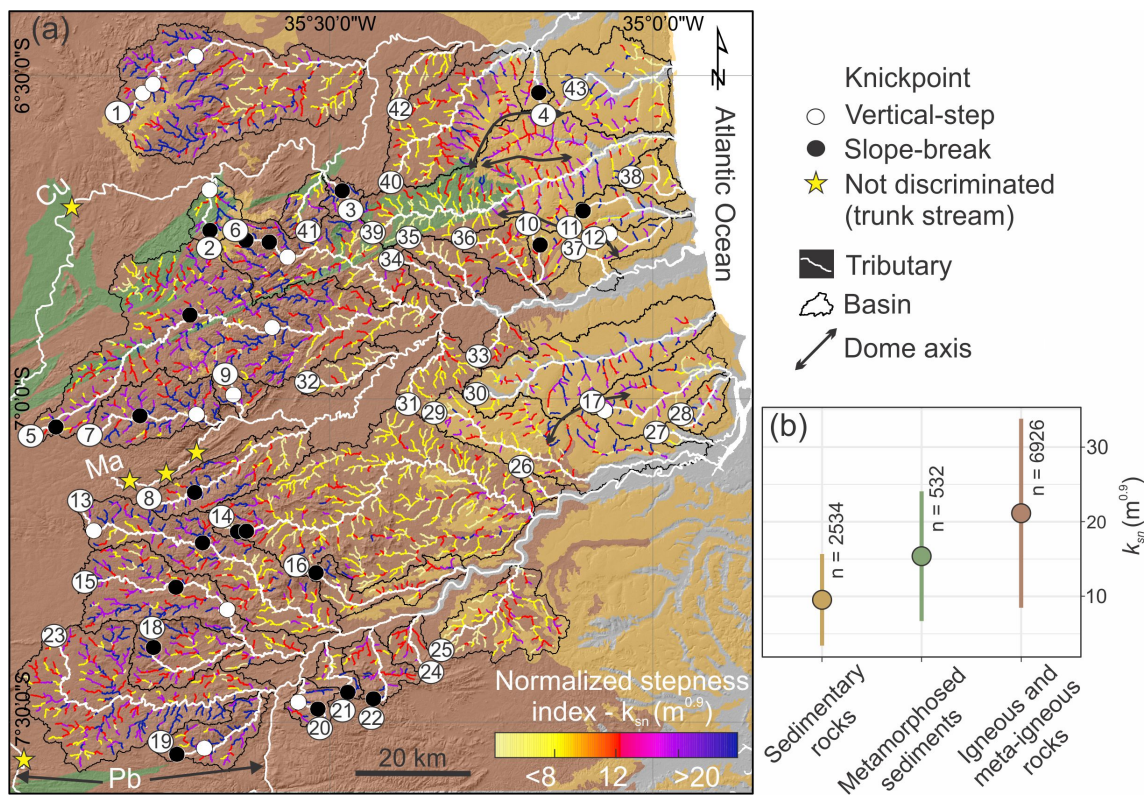 (a)
35°30'0"W
35°00'0"W
6°30'0"S
7°0'0"S
7°30'0"S
N
Atlantic Ocean
Cu
Ma
Pb
1
42
43
4
40
38
3
6
41
2
39
35
36
10
11
12
37
34
9
33
32
30
31
29
17
28
27
5
7
26
8
13
14
16
15
23
18
25
24
20
21
22
19
Normalized stepness
index - ksn (m0.9)
<8
12
>20
20 km
Knickpoint
Vertical-step
Slope-break
Not discriminated
(trunk stream)
Tributary
Basin
Dome axis
(b)
n = 2534
n = 532
n = 6926
30
20
10
ksn (m0.9)
Sedimentary
rocks
Metamorphosed
sediments
Igneous and
meta-igneous
rocks